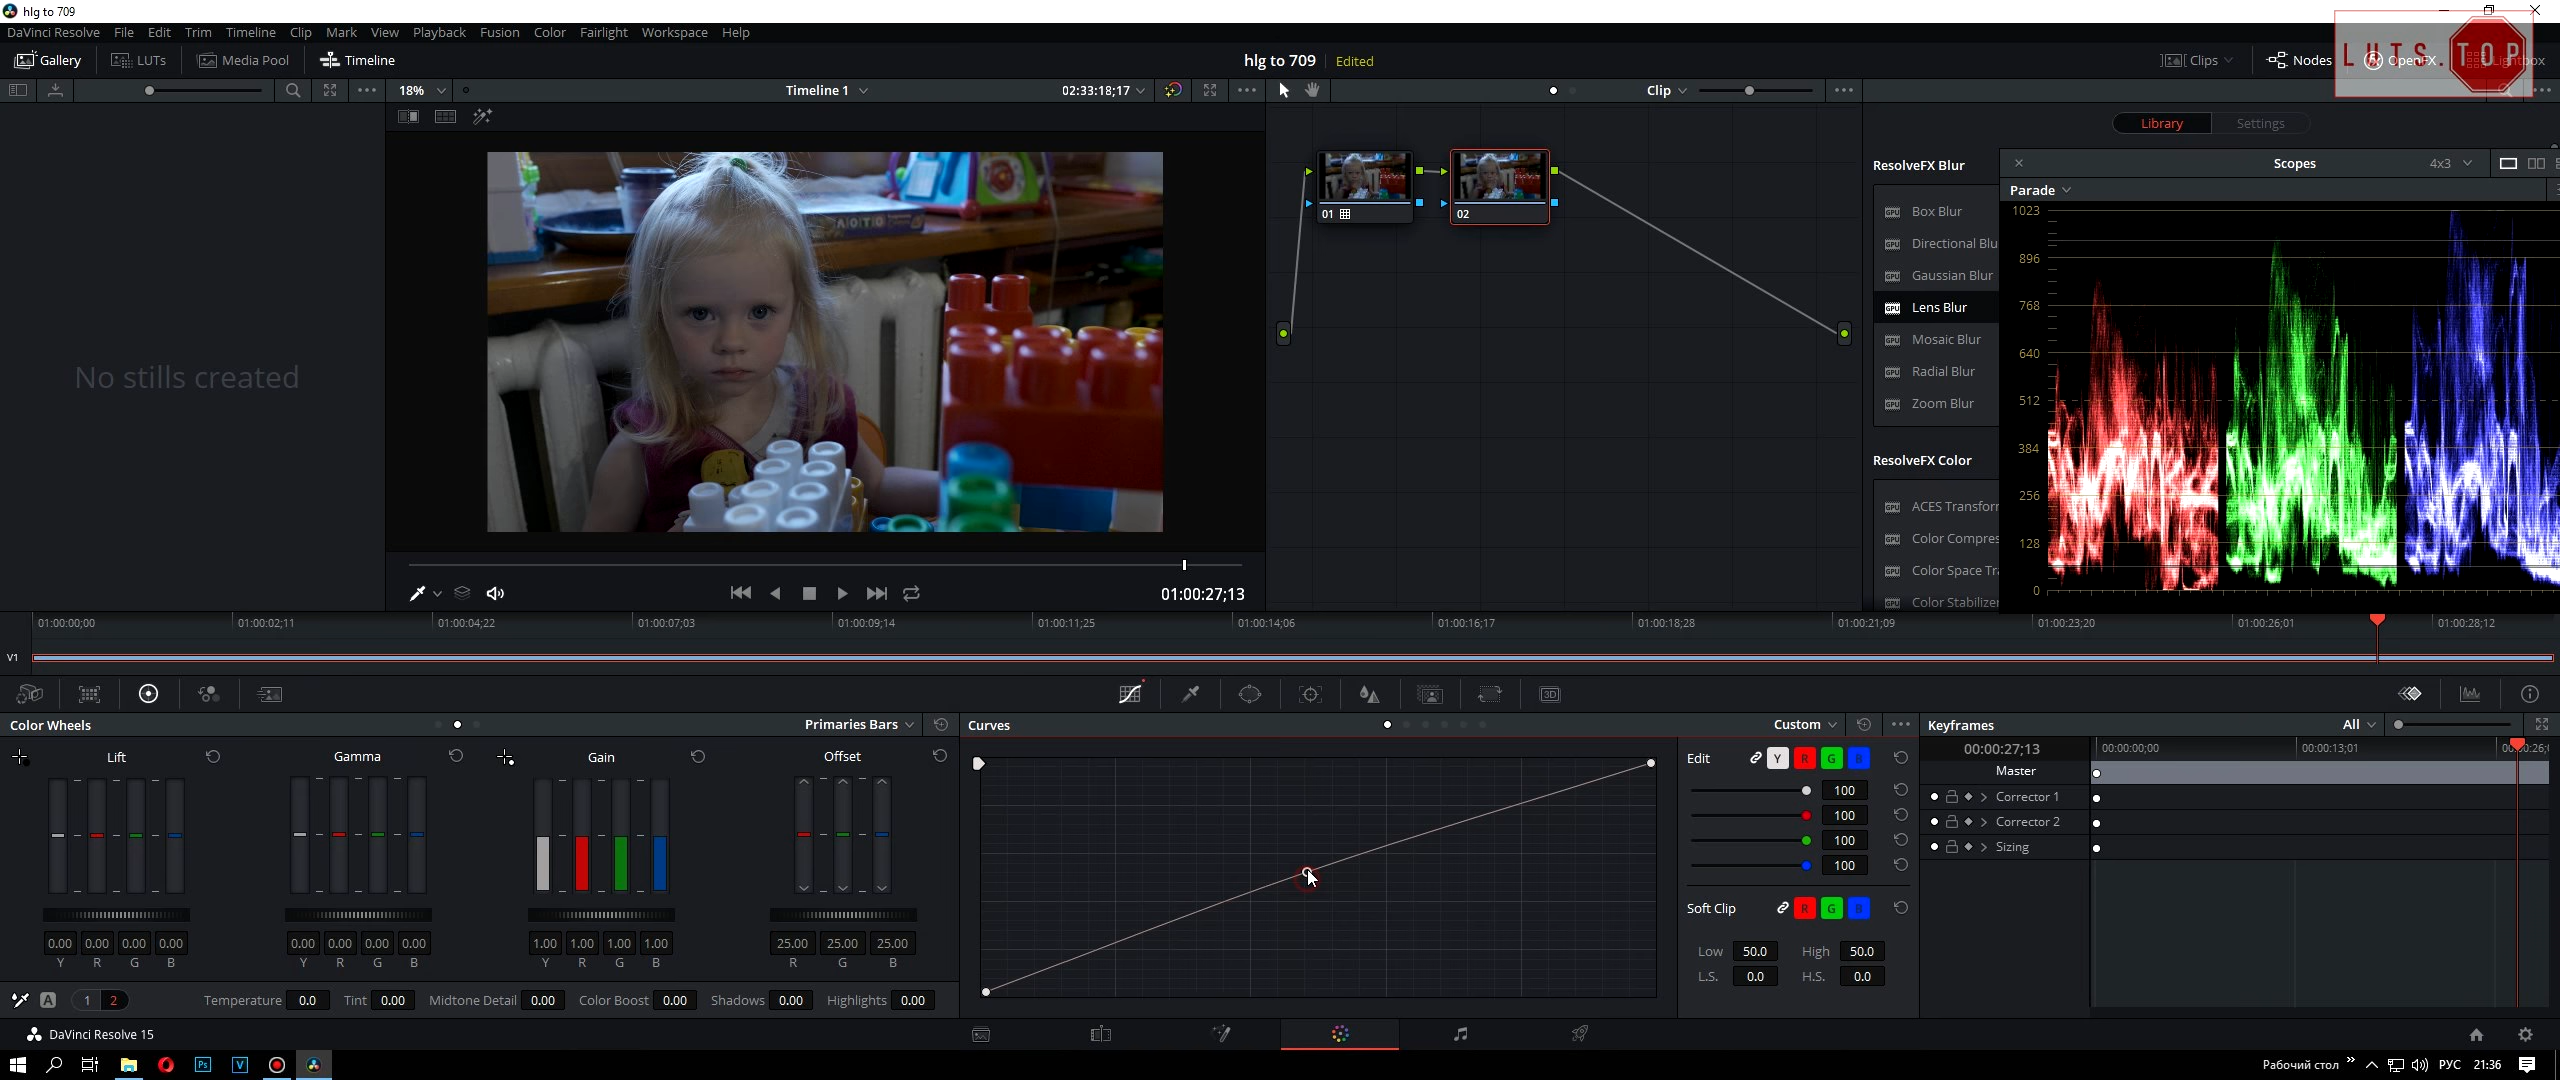 hlg to 709
DaVinci Resolve File Edit Trim Timeline Clip Mark View Playback Fusion Color Fairlight Workspace Help
Gallery LUTs Media Pool Timeline hlg to 709 Edited Clips Nodes OpenFX Lightbox
LUTS.TOP
18% Timeline 1 02:33:18;17 Clip
Library Settings
No stills created
01 02
ResolveFX Blur
Box Blur
Directional Blu
Gaussian Blur
Lens Blur
Mosaic Blur
Radial Blur
Zoom Blur
ResolveFX Color
ACES Transfor
Color Compres
Color Space Tra
Color Stabilizer
Scopes 4x3
Parade
1023
896
768
640
512
384
256
128
0
01:00:27;13
01:00:00;00 01:00:02;11 01:00:04;22 01:00:07;03 01:00:09;14 01:00:11;25 01:00:14;06 01:00:16;17 01:00:18;28 01:00:21;09 01:00:23;20 01:00:26;01 01:00:28;12
V1
3D
Color Wheels Primaries Bars
Lift Gamma Gain Offset
0.00 0.00 0.00 0.00 0.00 0.00 0.00 0.00 1.00 1.00 1.00 1.00 25.00 25.00 25.00
Y R G B Y R G B Y R G B R G B
A 1 2 Temperature 0.0 Tint 0.00 Midtone Detail 0.00 Color Boost 0.00 Shadows 0.00 Highlights 0.00
Curves Custom
Edit Y R G B
100
100
100
100
Soft Clip R G B
Low 50.0 High 50.0
L.S. 0.0 H.S. 0.0
Keyframes All
00:00:27;13 00:00:00;00 00:00:13;01 00:00:26;
Master
Corrector 1
Corrector 2
Sizing
DaVinci Resolve 15
Ps V Рабочий стол РУС 21:36